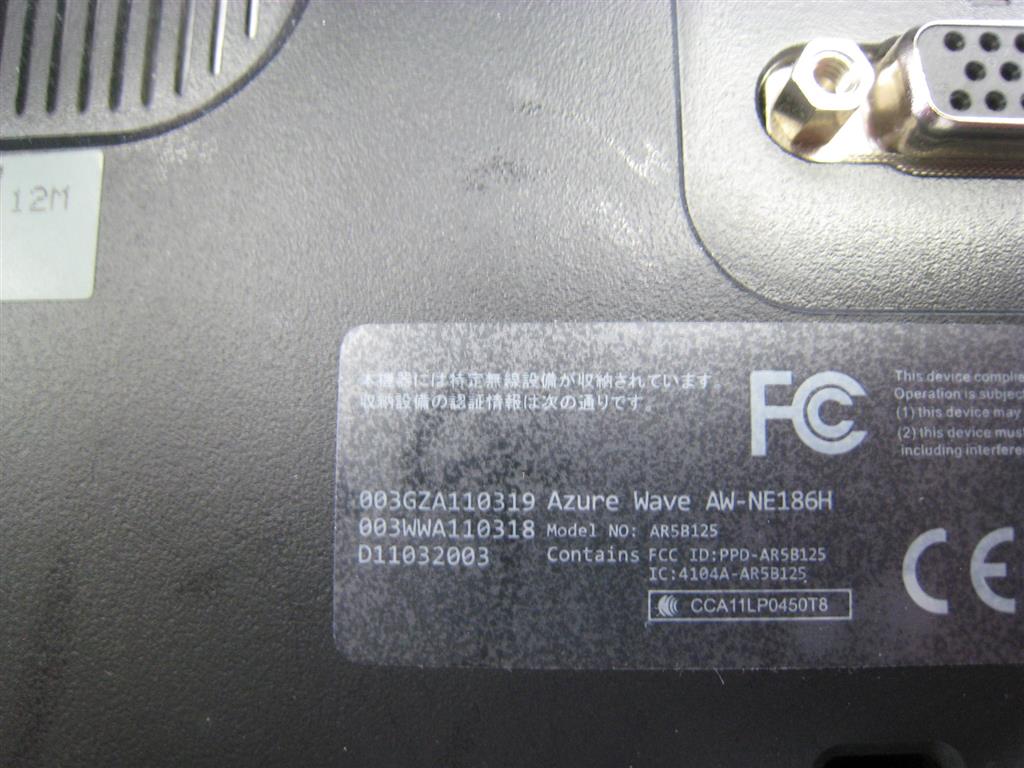 12M
本機器には特定無線設備が収納されています。
収納設備の認証情報は次の通りです。
FC
This device complie
Operation is subject
(1) this device may
(2) this device must
including interfere
003GZA110319 Azure Wave AW-NE186H
003WWA110318 Model NO: AR5B125
D11032003 Contains FCC ID:PPD-AR5B125
IC:4104A-AR5B125
CCA11LP0450T8
CE